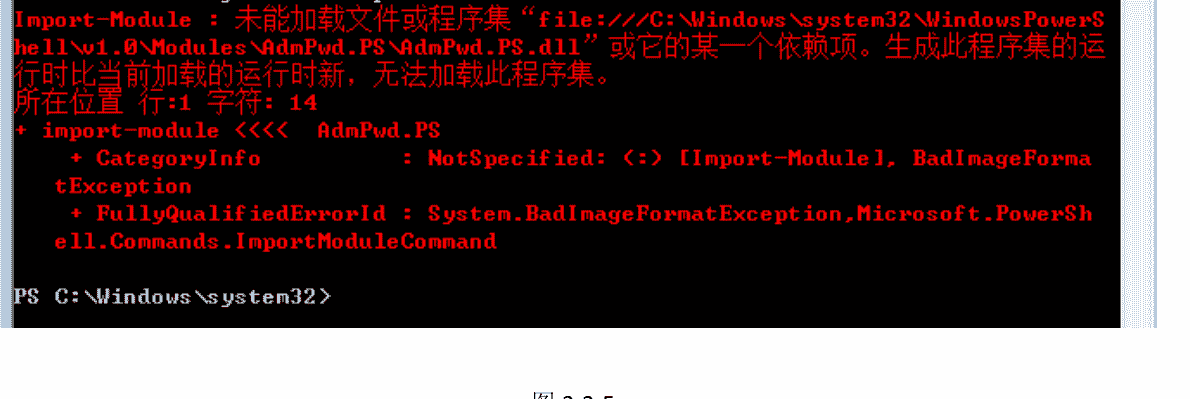 Import-Module : 未能加载文件或程序集“file:///C:\Windows\system32\WindowsPowerS
hell\v1.0\Modules\AdmPwd.PS\AdmPwd.PS.dll”或它的某一个依赖项。生成此程序集的运
行时比当前加载的运行时新，无法加载此程序集。
所在位置 行:1 字符: 14
+ import-module <<<<  AdmPwd.PS
    + CategoryInfo          : NotSpecified: (:) [Import-Module], BadImageForma
   tException
    + FullyQualifiedErrorId : System.BadImageFormatException,Microsoft.PowerSh
   ell.Commands.ImportModuleCommand
PS C:\Windows\system32>